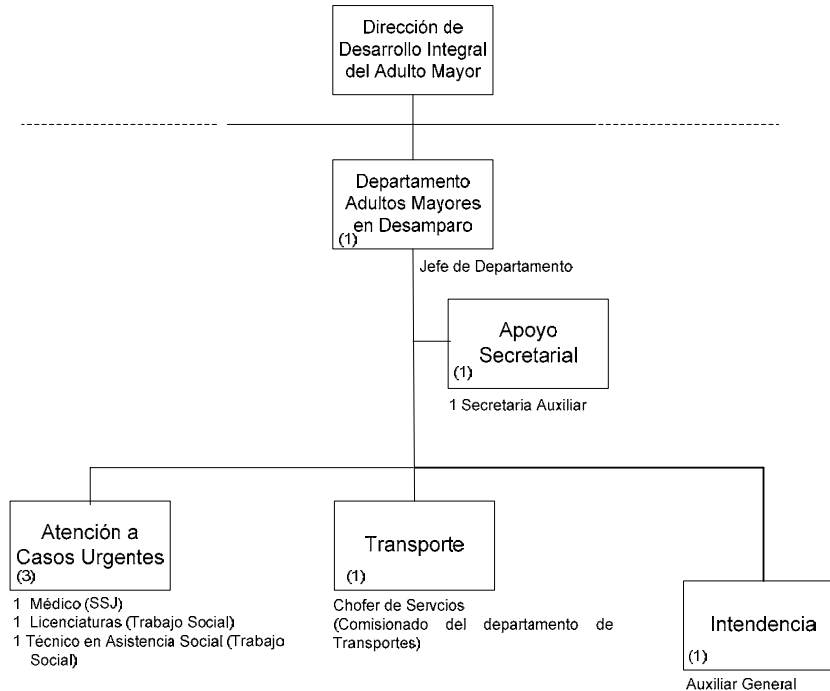 Dirección de
Desarrollo Integral
del Adulto Mayor
Departamento
Adultos Mayores
en Desamparo
(1)
Jefe de Departamento
Apoyo
Secretarial
(1)
1 Secretaria Auxiliar
Atención a
Casos Urgentes
(3)
1 Médico (SSJ)
1 Licenciaturas (Trabajo Social)
1 Técnico en Asistencia Social (Trabajo
Social)
Transporte
(1)
Chofer de Servcios
(Comisionado del departamento de
Transportes)
Intendencia
(1)
Auxiliar General